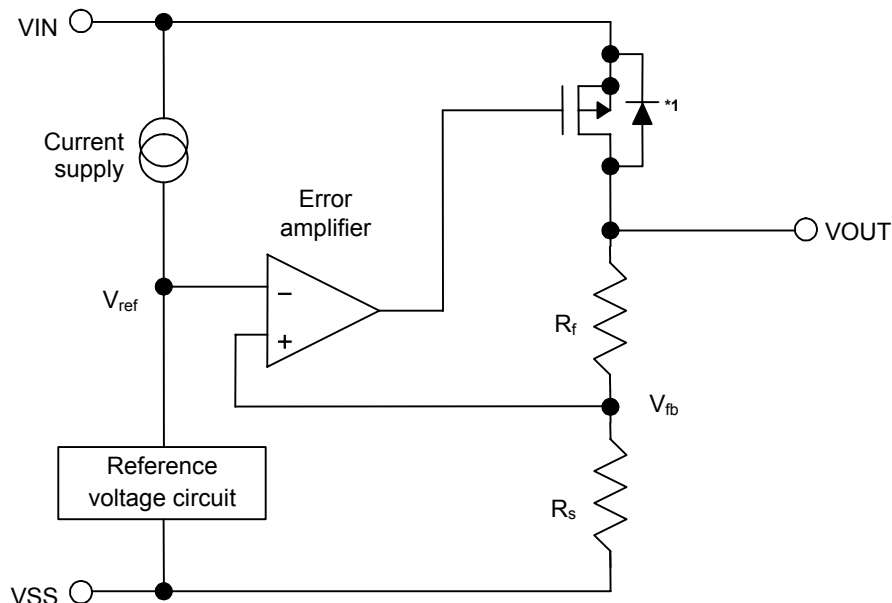 VIN
*1
Current
supply
Error
amplifier
VOUT
Vref
−
+
Rf
Vfb
Reference
voltage circuit
Rs
VSS